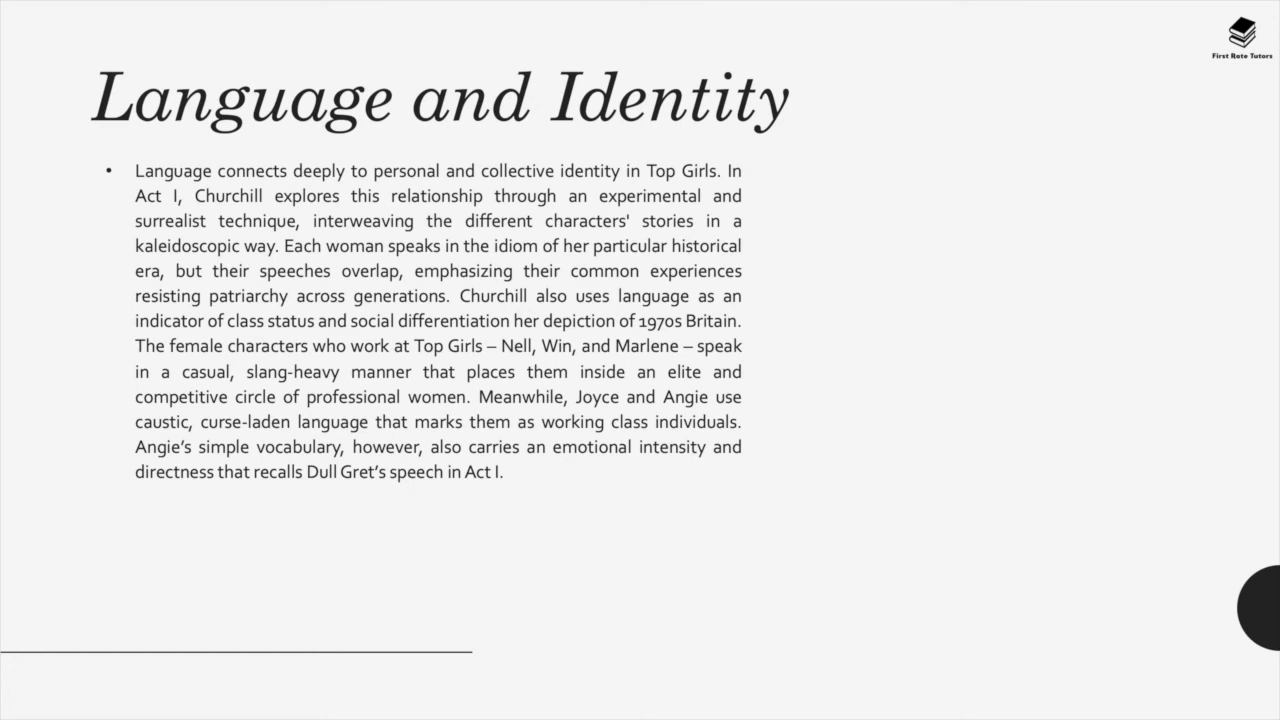 First Rate Tutors
Language and Identity
• Language connects deeply to personal and collective identity in Top Girls. In
Act I, Churchill explores this relationship through an experimental and
surrealist technique, interweaving the different characters' stories in a
kaleidoscopic way. Each woman speaks in the idiom of her particular historical
era, but their speeches overlap, emphasizing their common experiences
resisting patriarchy across generations. Churchill also uses language as an
indicator of class status and social differentiation her depiction of 1970s Britain.
The female characters who work at Top Girls – Nell, Win, and Marlene – speak
in a casual, slang-heavy manner that places them inside an elite and
competitive circle of professional women. Meanwhile, Joyce and Angie use
caustic, curse-laden language that marks them as working class individuals.
Angie’s simple vocabulary, however, also carries an emotional intensity and
directness that recalls Dull Gret’s speech in Act I.